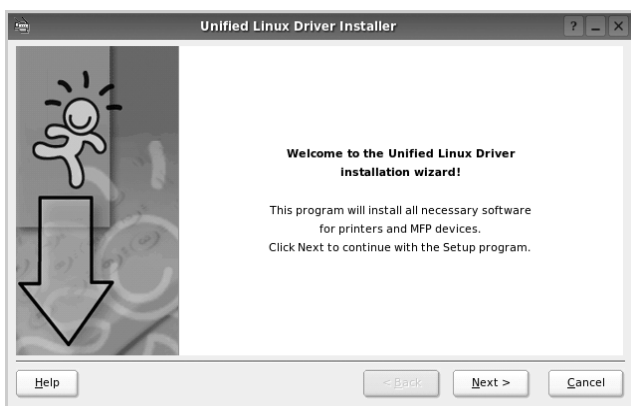 Unified Linux Driver Installer
Welcome to the Unified Linux Driver
installation wizard!
This program will install all necessary software
for printers and MFP devices.
Click Next to continue with the Setup program.
Help
< Back
Next >
Cancel